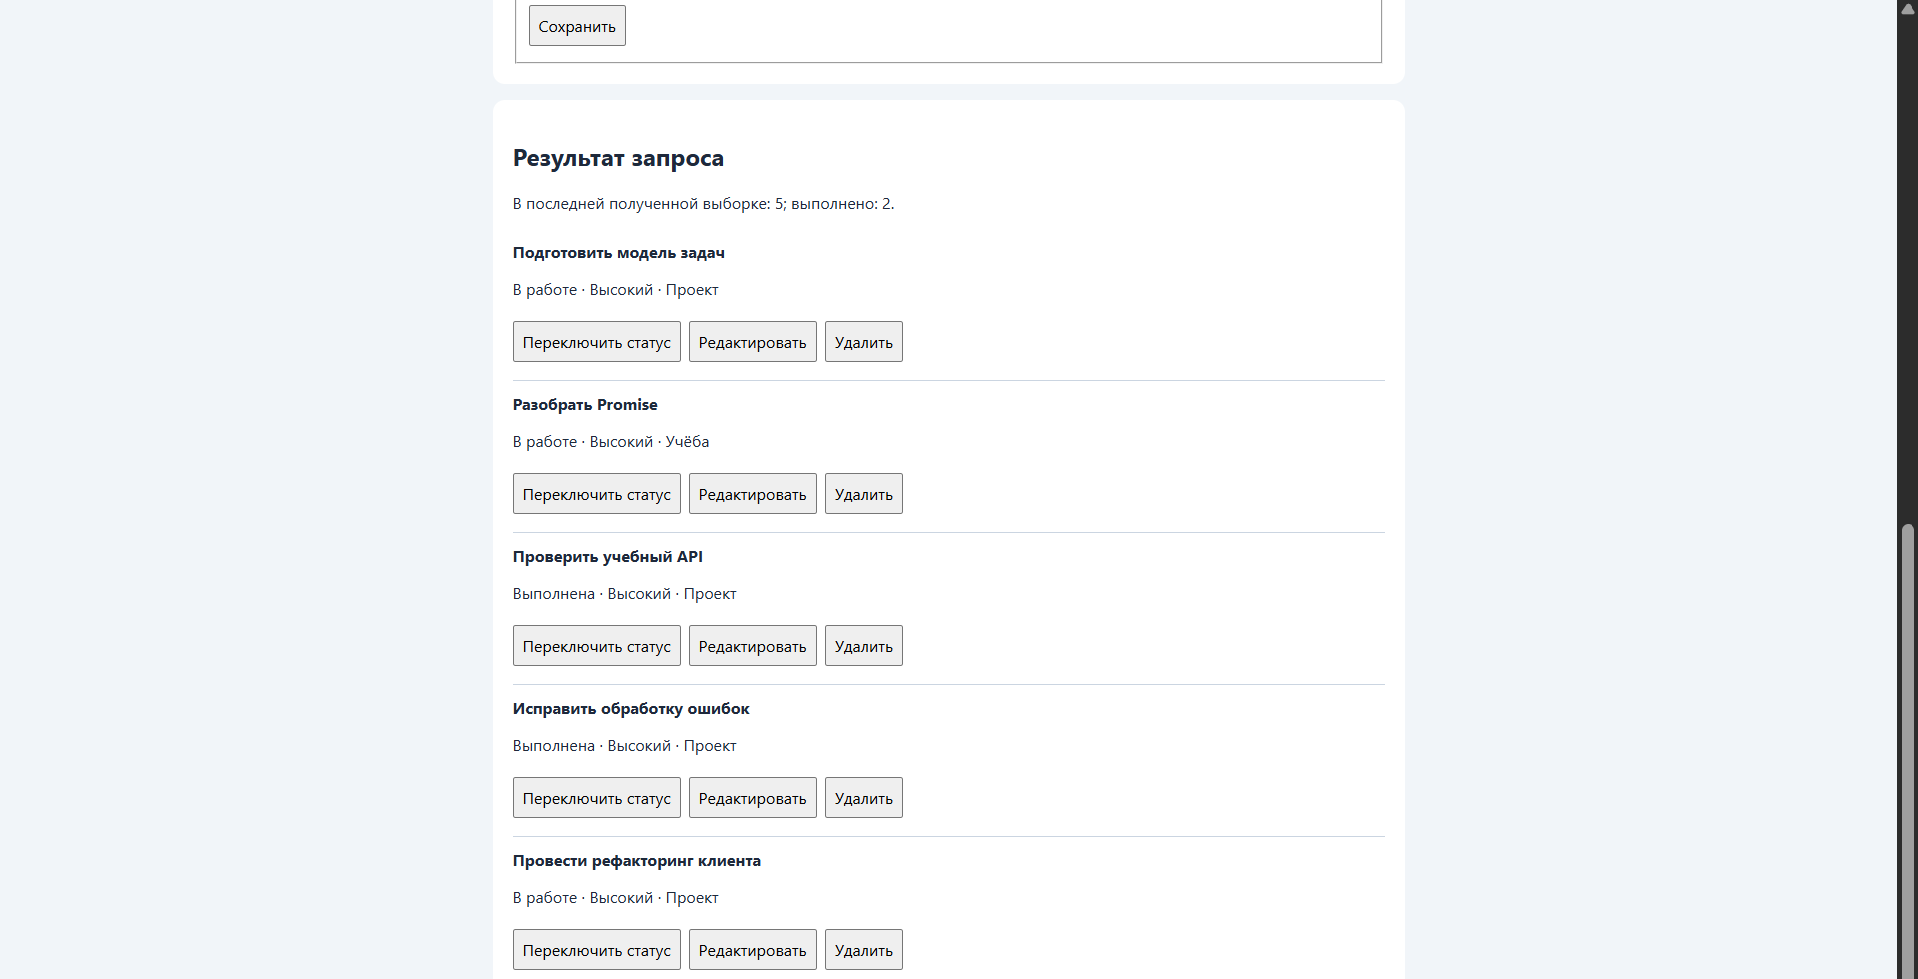 Сохранить
Результат запроса
В последней полученной выборке: 5; выполнено: 2.
Подготовить модель задач
В работе · Высокий · Проект
Переключить статус Редактировать Удалить
Разобрать Promise
В работе · Высокий · Учёба
Переключить статус Редактировать Удалить
Проверить учебный API
Выполнена · Высокий · Проект
Переключить статус Редактировать Удалить
Исправить обработку ошибок
Выполнена · Высокий · Проект
Переключить статус Редактировать Удалить
Провести рефакторинг клиента
В работе · Высокий · Проект
Переключить статус Редактировать Удалить